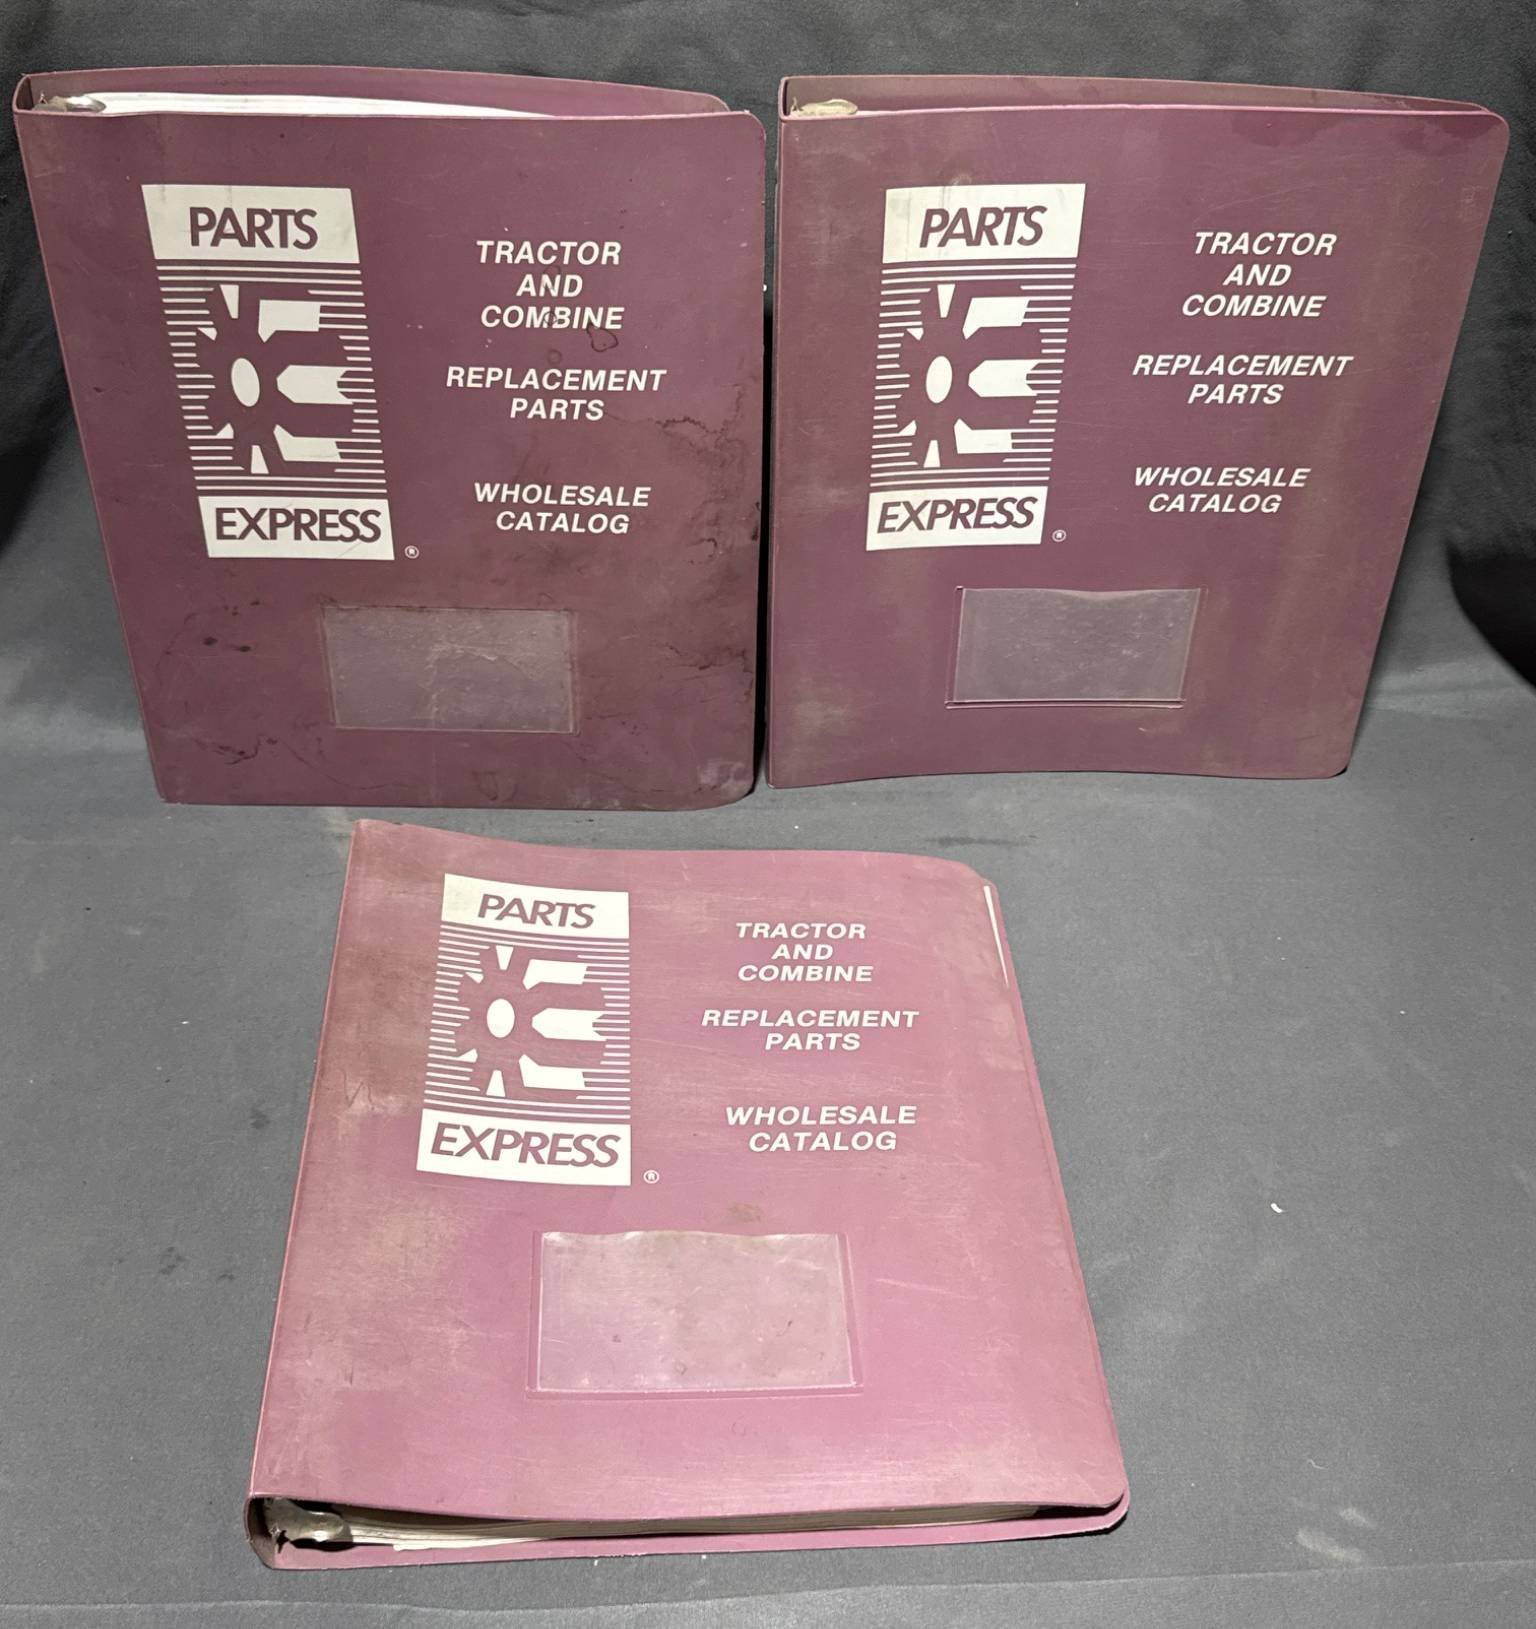 PARTS
EXPRESS
®
TRACTOR
AND
COMBINE
REPLACEMENT
PARTS
WHOLESALE
CATALOG
PARTS
EXPRESS
®
TRACTOR
AND
COMBINE
REPLACEMENT
PARTS
WHOLESALE
CATALOG
PARTS
EXPRESS
®
TRACTOR
AND
COMBINE
REPLACEMENT
PARTS
WHOLESALE
CATALOG